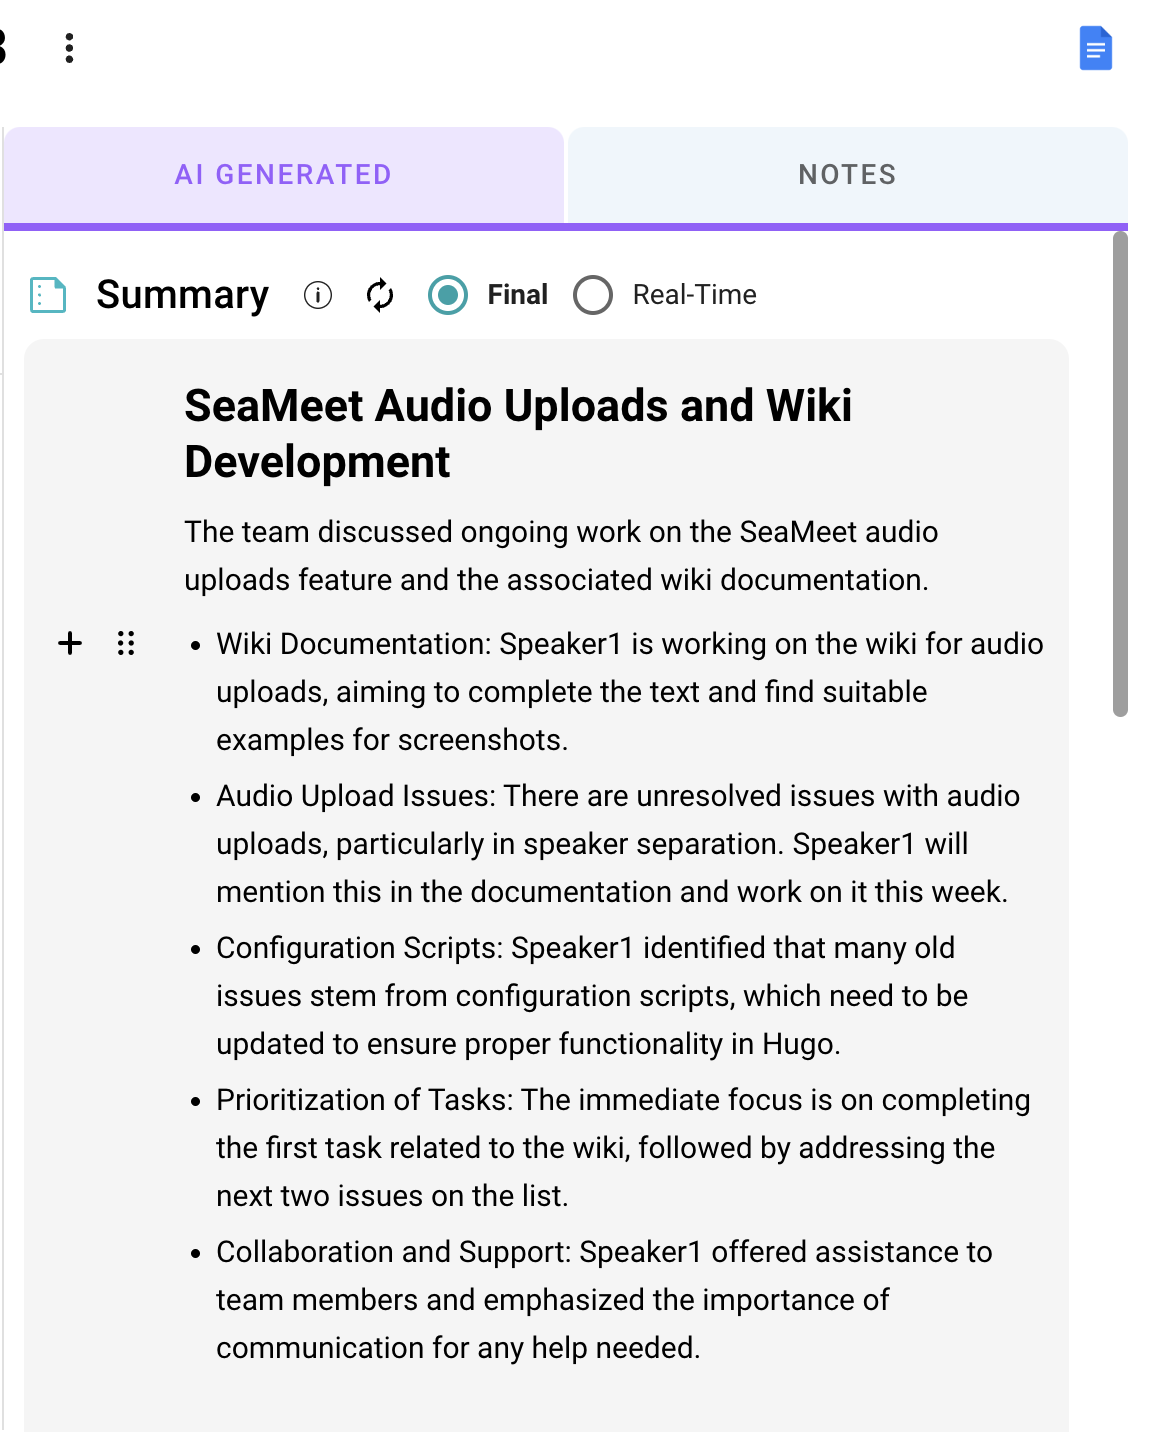 AI GENERATED
NOTES
Summary
Final
Real-Time
SeaMeet Audio Uploads and Wiki
Development
The team discussed ongoing work on the SeaMeet audio
uploads feature and the associated wiki documentation.
• Wiki Documentation: Speaker1 is working on the wiki for audio
uploads, aiming to complete the text and find suitable
examples for screenshots.
• Audio Upload Issues: There are unresolved issues with audio
uploads, particularly in speaker separation. Speaker1 will
mention this in the documentation and work on it this week.
• Configuration Scripts: Speaker1 identified that many old
issues stem from configuration scripts, which need to be
updated to ensure proper functionality in Hugo.
• Prioritization of Tasks: The immediate focus is on completing
the first task related to the wiki, followed by addressing the
next two issues on the list.
• Collaboration and Support: Speaker1 offered assistance to
team members and emphasized the importance of
communication for any help needed.